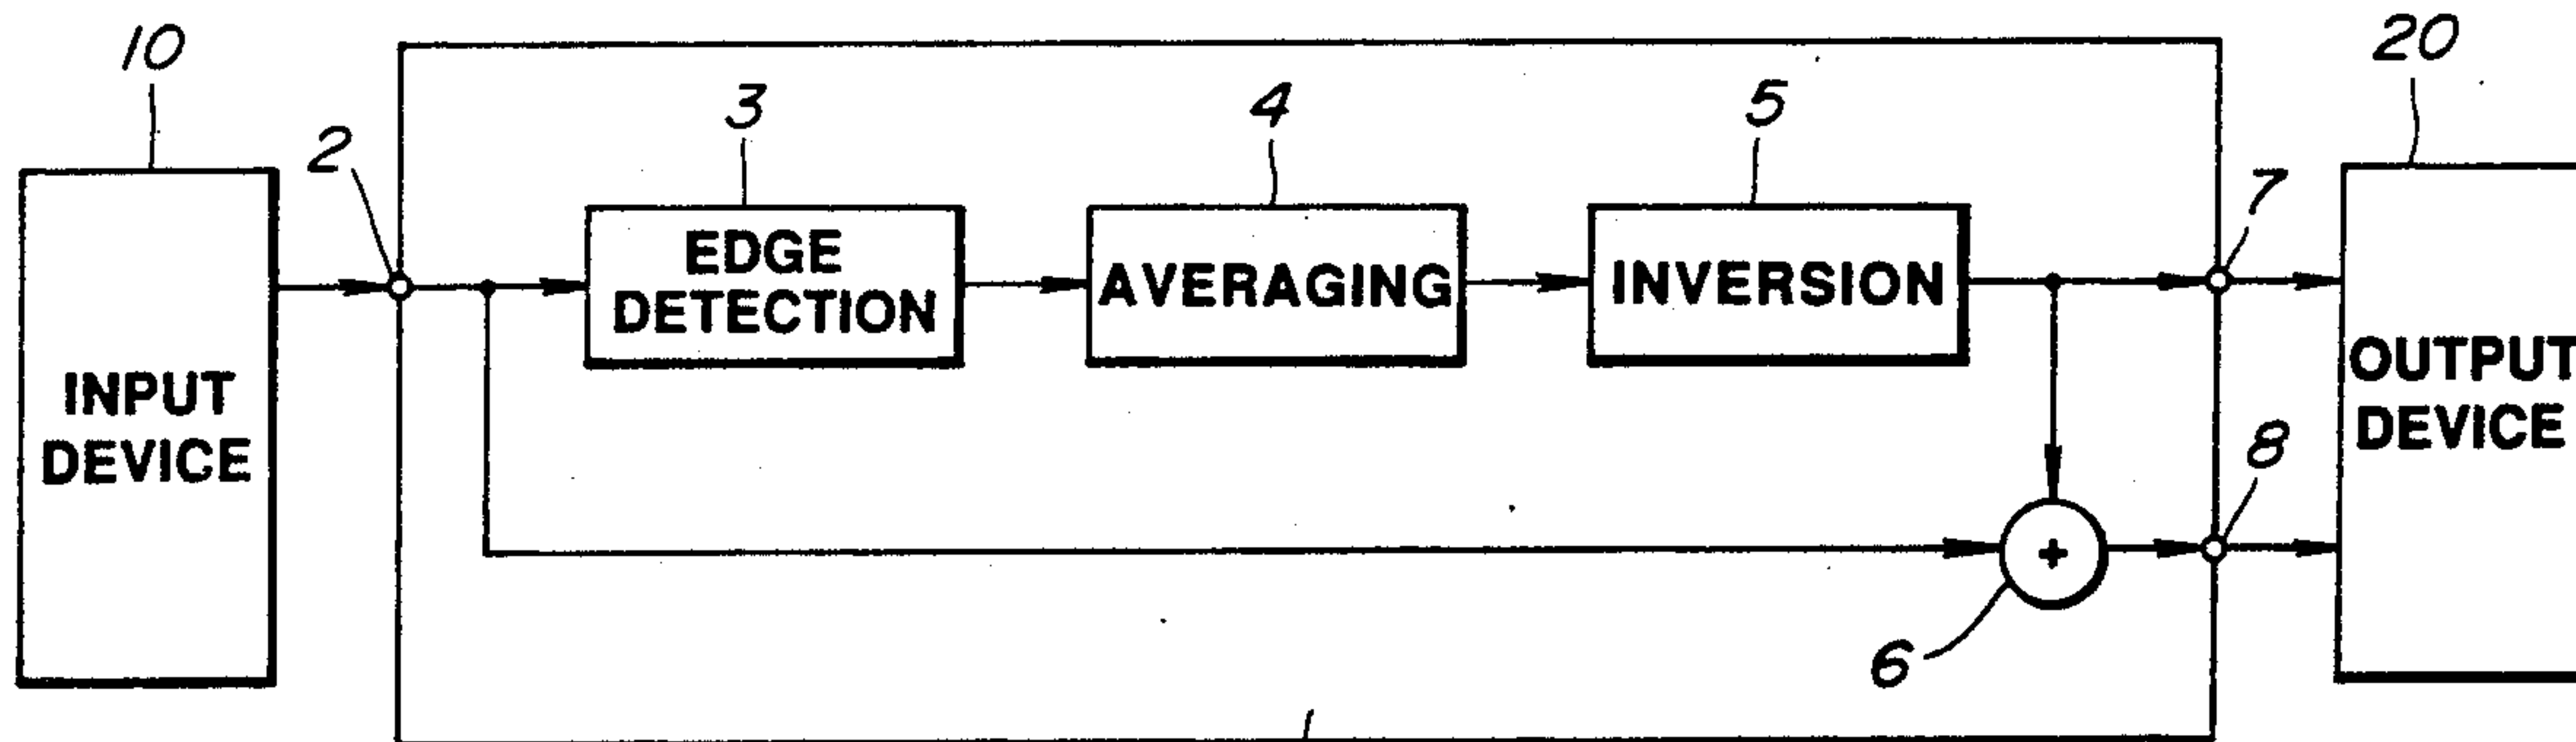 10
20
2
3
4
5
7
INPUT
DEVICE
EDGE
DETECTION
AVERAGING
INVERSION
OUTPUT
DEVICE
8
+
6